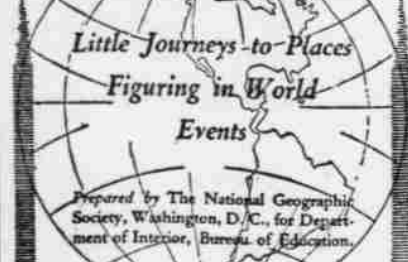 Little Journeys to Places
Figuring in World
Events
Prepared by The National Geographic
Society, Washington, D. C., for Depart-
ment of Interior, Bureau of Education.